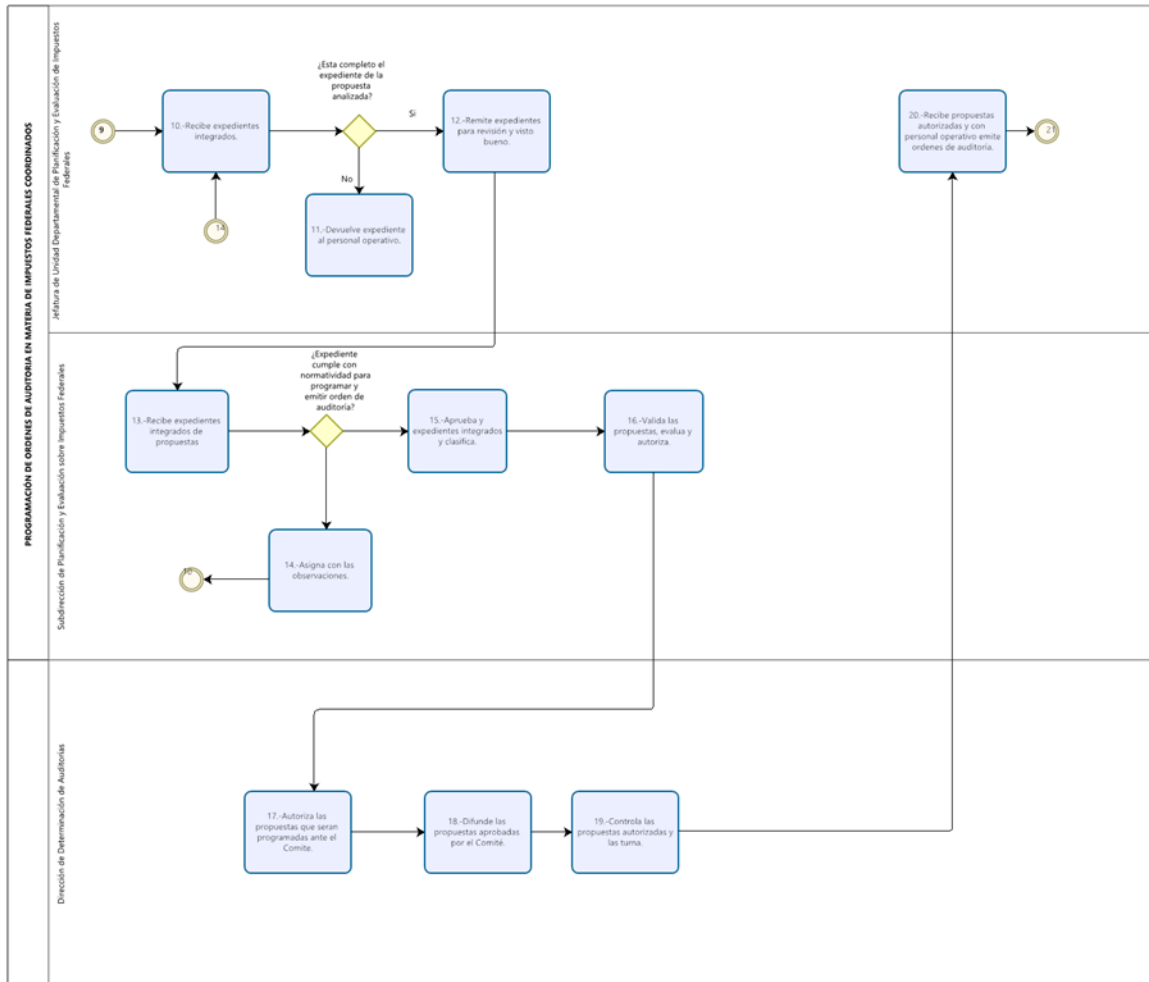 PROGRAMACIÓN DE ORDENES DE AUDITORIA EN MATERIA DE IMPUESTOS FEDERALES COORDINADOS
Jefatura de Unidad Departamental de Planificación y Evaluación de Impuestos
Federales
9
10.-Recibe expedientes
integrados.
14
¿Esta completo el
expediente de la
propuesta
analizada?
Si
No
11.-Devuelve expediente
al personal operativo.
12.-Remite expedientes
para revisión y visto
bueno.
20.-Recibe propuestas
autorizadas y con
personal operativo emite
ordenes de auditoría.
21
Subdirección de Planificación y Evaluación sobre Impuestos Federales
13.-Recibe expedientes
integrados de
propuestas
¿Expediente
cumple con
normatividad para
programar y
emitir orden de
auditoría?
14.-Asigna con las
observaciones.
10
15.-Aprueba y
expedientes integrados
y clasifica.
16.-Valida las
propuestas, evalua y
autoriza.
Dirección de Determinación de Auditorías
17.-Autoriza las
propuestas que seran
programadas ante el
Comite.
18.-Difunde las
propuestas aprobadas
por el Comité.
19.-Controla las
propuestas autorizadas y
las turna.